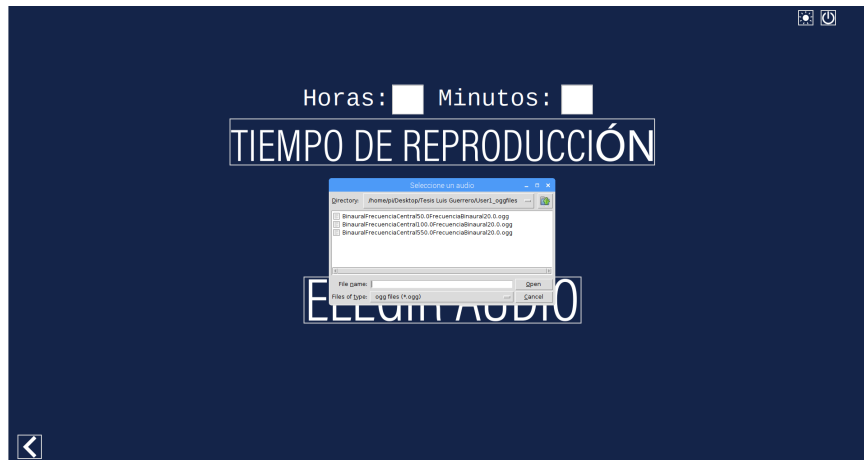 Horas: Minutos:
TIEMPO DE REPRODUCCIÓN
Seleccione un audio
Directory: /home/pi/Desktop/Tesis Luis Guerrero/User1_oggfiles
BinauralFrecuenciaCentral50.0FrecuenciaBinaural20.0.ogg
BinauralFrecuenciaCentral100.0FrecuenciaBinaural20.0.ogg
BinauralFrecuenciaCentral550.0FrecuenciaBinaural20.0.ogg
File name: Open
Files of type: ogg files (*.ogg) Cancel
ELEGIR AUDIO